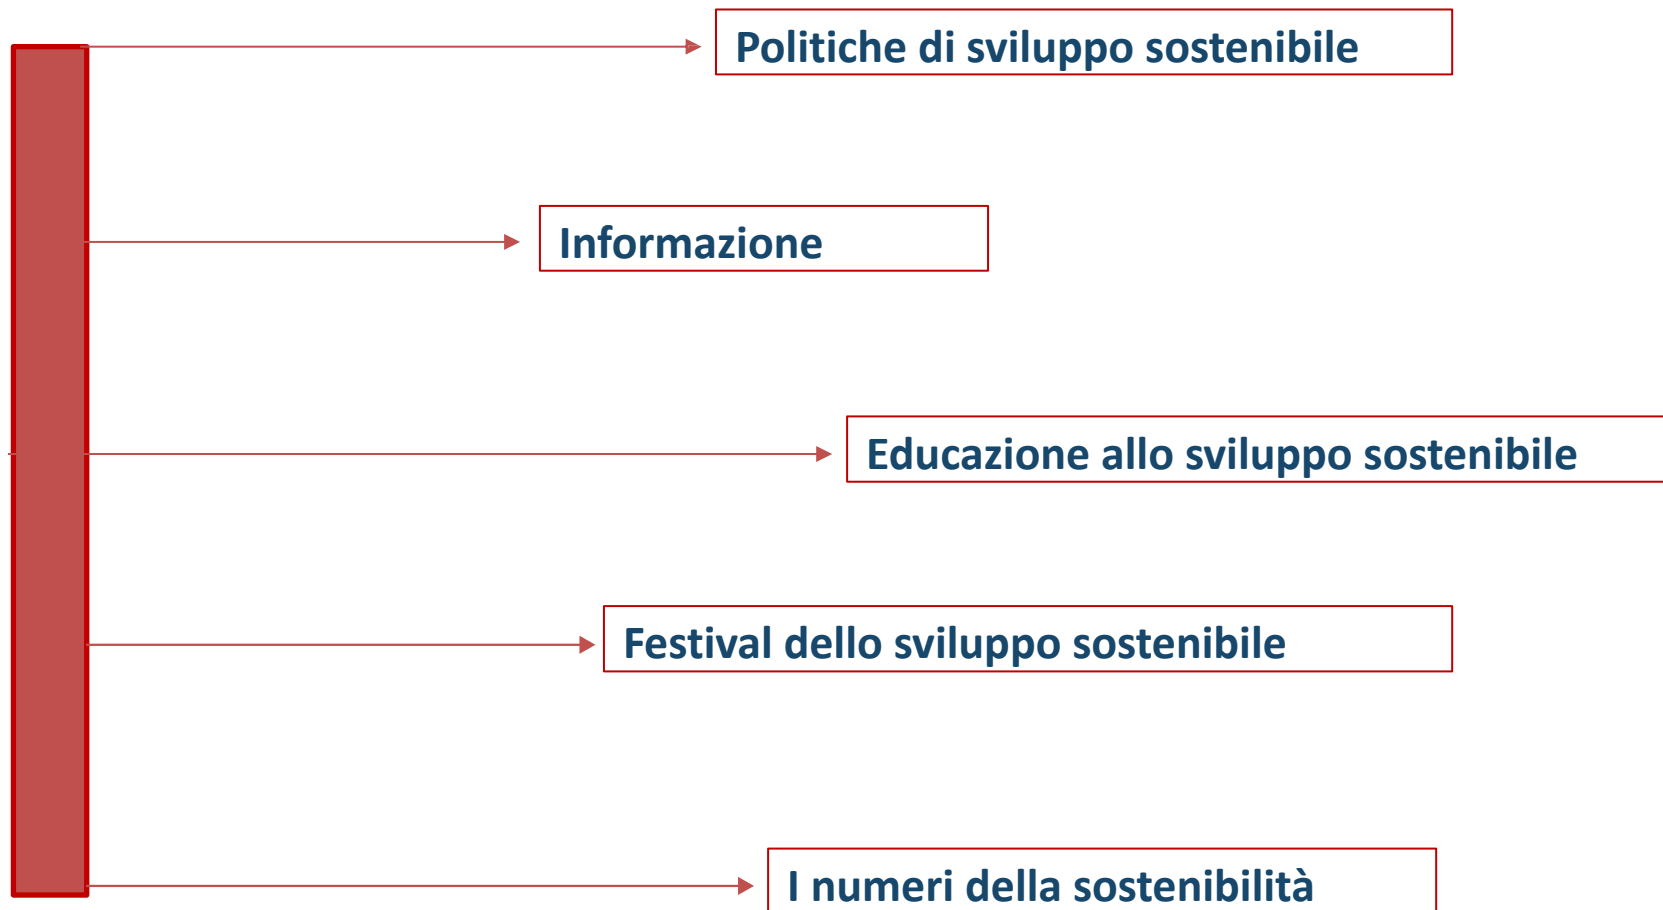 Politiche di sviluppo sostenibile
Informazione
Educazione allo sviluppo sostenibile
Festival dello sviluppo sostenibile
I numeri della sostenibilità